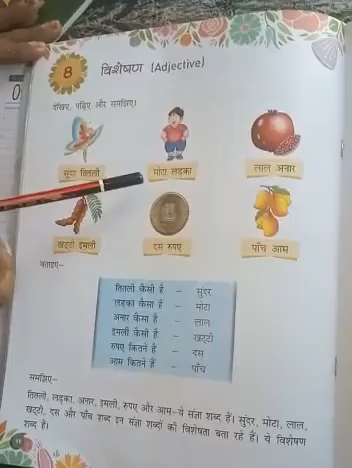 8
विशेषण (Adjective)
देखिए, पढ़िए और समझिए।
सुंदर तितली
मोटा लड़का
लाल अनार
खट्टी इमली
दस रुपए
पाँच आम
बताइए–
तितली कैसी है – सुंदर
लड़का कैसा है – मोटा
अनार कैसा है – लाल
इमली कैसी है – खट्टी
रुपए कितने हैं – दस
आम कितने हैं – पाँच
समझिए–
तितली, लड़का, अनार, इमली, रुपए और आम–ये संज्ञा शब्द हैं। सुंदर, मोटा, लाल,
खट्टी, दस और पाँच शब्द इन संज्ञा शब्दों की विशेषता बता रहे हैं। ये विशेषण
शब्द हैं।